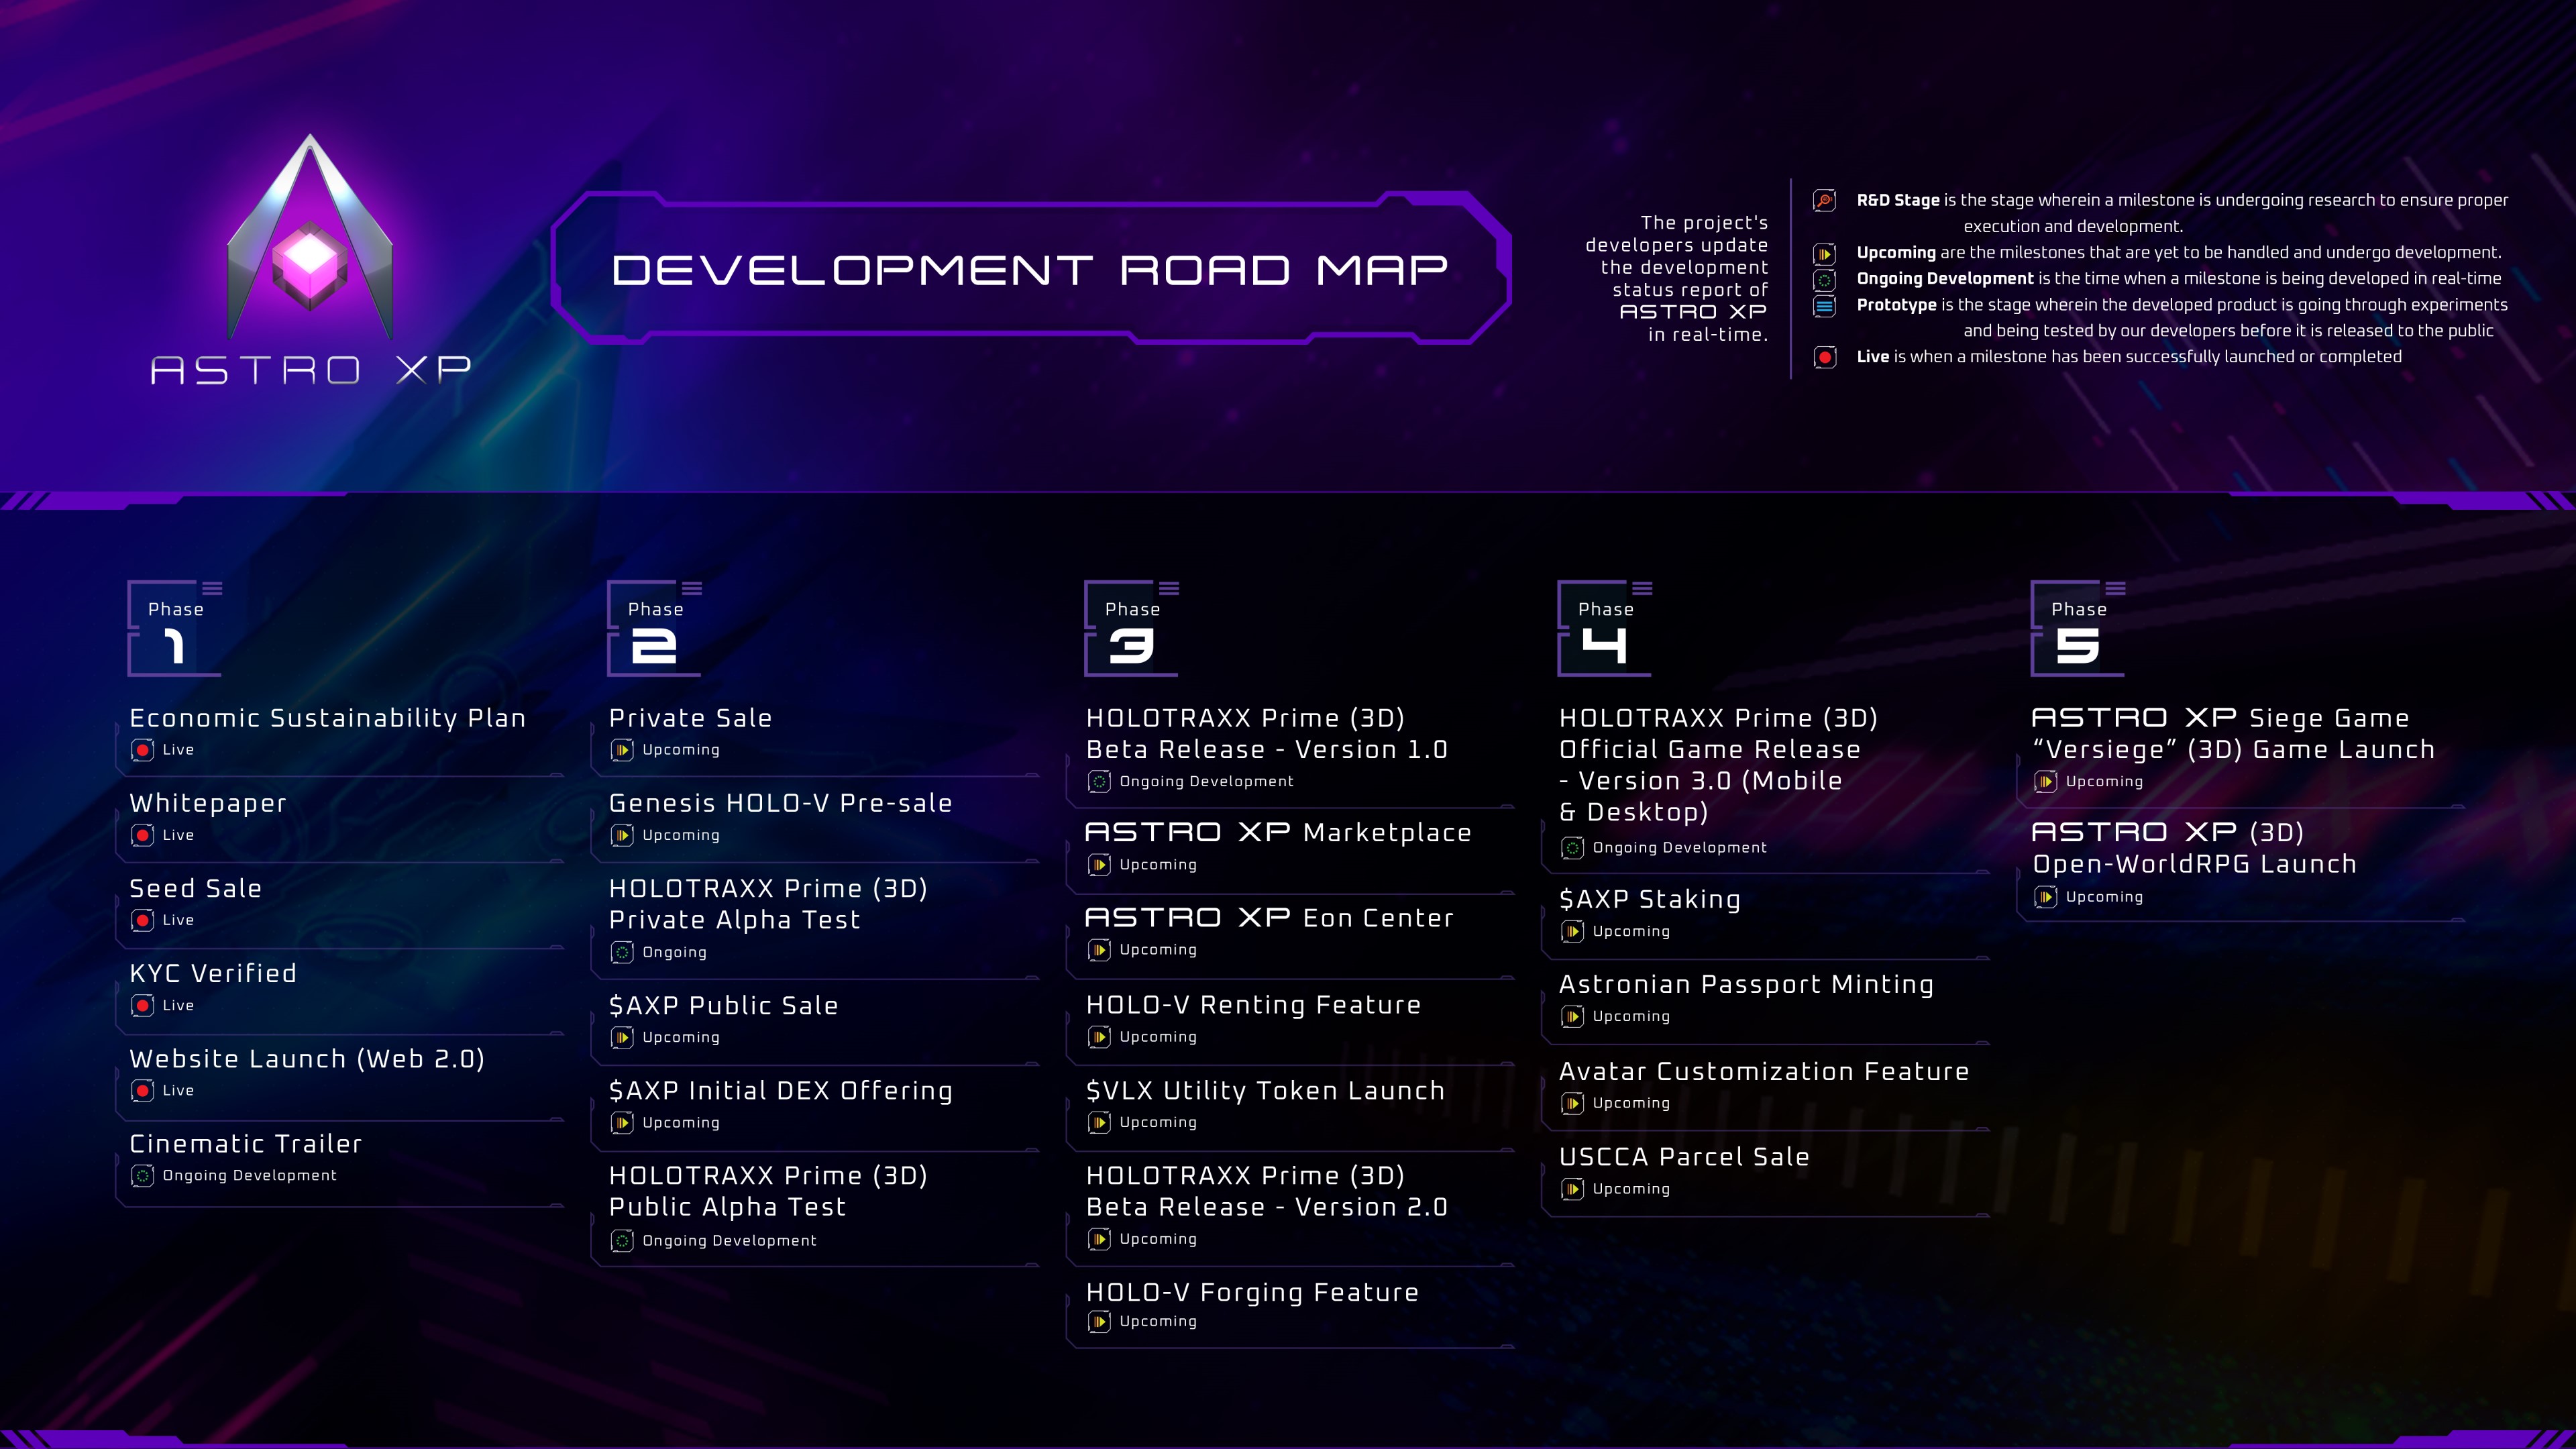 ASTRO XP
DEVELOPMENT ROAD MAP
The project's
developers update
the development
status report of
ASTRO XP
in real-time.
R&D Stage is the stage wherein a milestone is undergoing research to ensure proper
execution and development.
Upcoming are the milestones that are yet to be handled and undergo development.
Ongoing Development is the time when a milestone is being developed in real-time
Prototype is the stage wherein the developed product is going through experiments
and being tested by our developers before it is released to the public
Live is when a milestone has been successfully launched or completed
Phase
1
Economic Sustainability Plan
Live
Whitepaper
Live
Seed Sale
Live
KYC Verified
Live
Website Launch (Web 2.0)
Live
Cinematic Trailer
Ongoing Development
Phase
2
Private Sale
Upcoming
Genesis HOLO-V Pre-sale
Upcoming
HOLOTRAXX Prime (3D)
Private Alpha Test
Ongoing
$AXP Public Sale
Upcoming
$AXP Initial DEX Offering
Upcoming
HOLOTRAXX Prime (3D)
Public Alpha Test
Ongoing Development
Phase
3
HOLOTRAXX Prime (3D)
Beta Release - Version 1.0
Ongoing Development
ASTRO XP Marketplace
Upcoming
ASTRO XP Eon Center
Upcoming
HOLO-V Renting Feature
Upcoming
$VLX Utility Token Launch
Upcoming
HOLOTRAXX Prime (3D)
Beta Release - Version 2.0
Upcoming
HOLO-V Forging Feature
Upcoming
Phase
4
HOLOTRAXX Prime (3D)
Official Game Release
- Version 3.0 (Mobile
& Desktop)
Ongoing Development
$AXP Staking
Upcoming
Astronian Passport Minting
Upcoming
Avatar Customization Feature
Upcoming
USCCA Parcel Sale
Upcoming
Phase
5
ASTRO XP Siege Game
“Versiege” (3D) Game Launch
Upcoming
ASTRO XP (3D)
Open-WorldRPG Launch
Upcoming